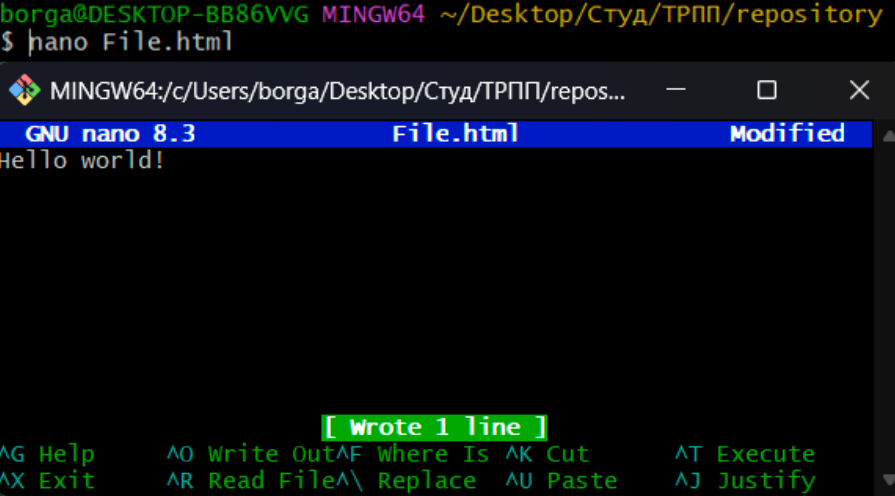 borga@DESKTOP-BB86VVG MINGW64 ~/Desktop/Студ/ТРПП/repository
$ nano File.html
MINGW64:/c/Users/borga/Desktop/Студ/ТРПП/repos...
GNU nano 8.3 File.html Modified
Hello world!
[ Wrote 1 line ]
^G Help ^O Write Out^F Where Is ^K Cut ^T Execute
^X Exit ^R Read File^\ Replace ^U Paste ^J Justify